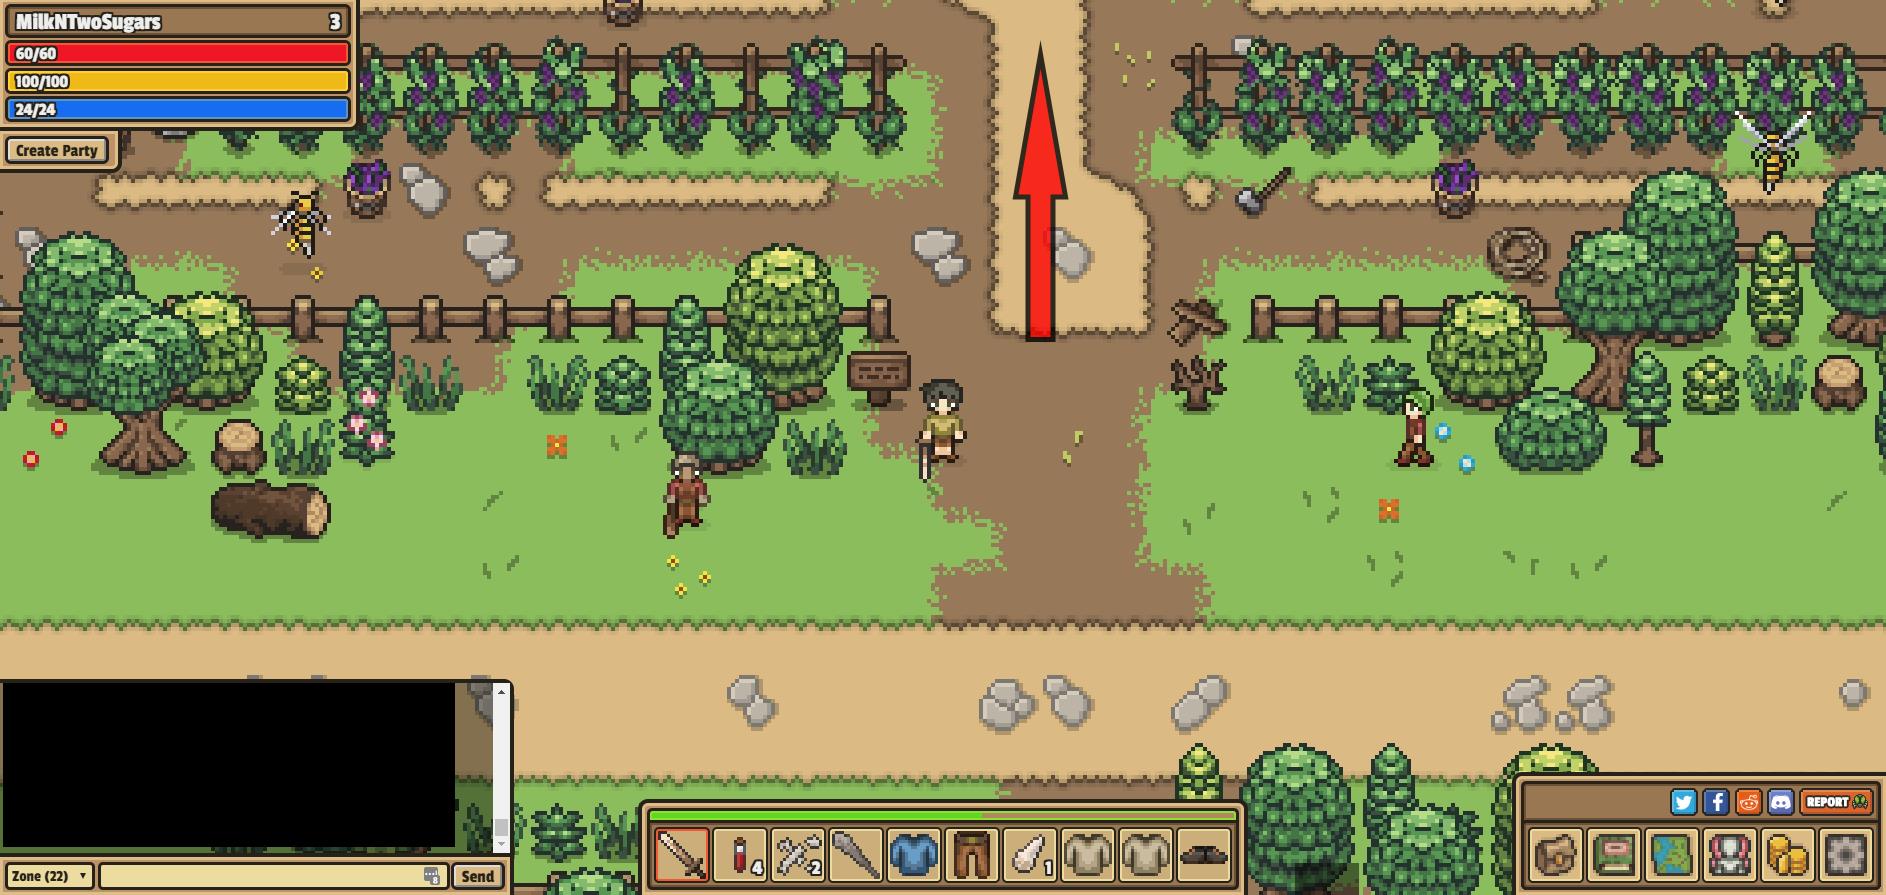 MilkNTwoSugars 3
60/60
100/100
24/24
Create Party
4
2
1
Zone (22)
Send
REPORT